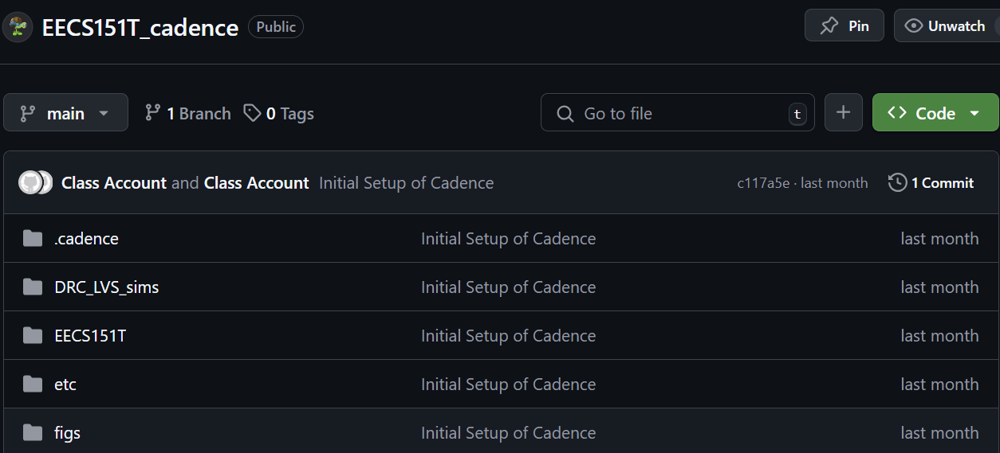 EECS151T_cadence Public Pin Unwatch
main 1 Branch 0 Tags Go to file t Code
Class Account and Class Account Initial Setup of Cadence c117a5e · last month 1 Commit
.cadence Initial Setup of Cadence last month
DRC_LVS_sims Initial Setup of Cadence last month
EECS151T Initial Setup of Cadence last month
etc Initial Setup of Cadence last month
figs Initial Setup of Cadence last month